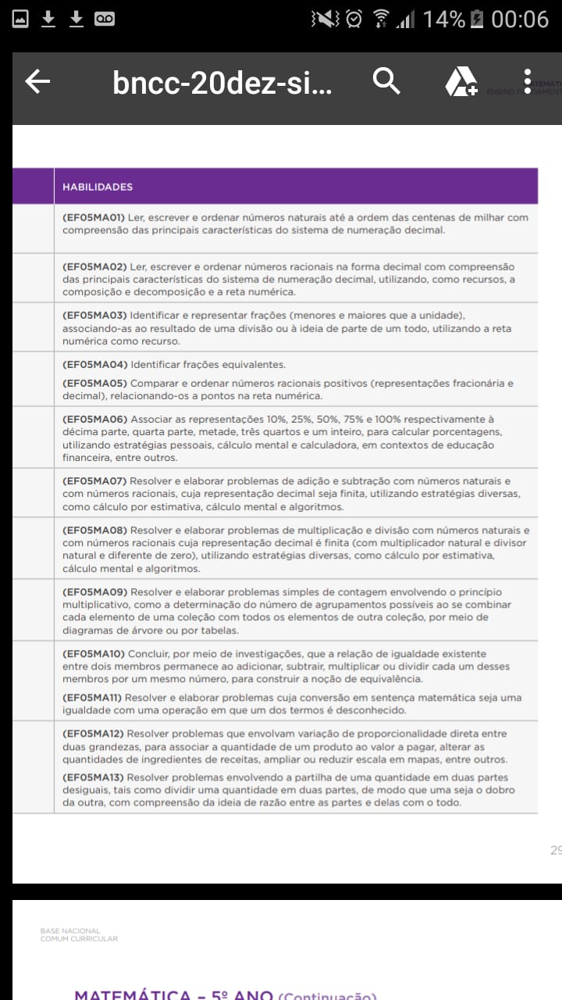 14% 00:06
bncc-20dez-si...
HABILIDADES
(EF05MA01) Ler, escrever e ordenar números naturais até a ordem das centenas de milhar com
compreensão das principais características do sistema de numeração decimal.
(EF05MA02) Ler, escrever e ordenar números racionais na forma decimal com compreensão
das principais características do sistema de numeração decimal, utilizando, como recursos, a
composição e decomposição e a reta numérica.
(EF05MA03) Identificar e representar frações (menores e maiores que a unidade),
associando-as ao resultado de uma divisão ou à ideia de parte de um todo, utilizando a reta
numérica como recurso.
(EF05MA04) Identificar frações equivalentes.
(EF05MA05) Comparar e ordenar números racionais positivos (representações fracionária e
decimal), relacionando-os a pontos na reta numérica.
(EF05MA06) Associar as representações 10%, 25%, 50%, 75% e 100% respectivamente à
décima parte, quarta parte, metade, três quartos e um inteiro, para calcular porcentagens,
utilizando estratégias pessoais, cálculo mental e calculadora, em contextos de educação
financeira, entre outros.
(EF05MA07) Resolver e elaborar problemas de adição e subtração com números naturais e
com números racionais, cuja representação decimal seja finita, utilizando estratégias diversas,
como cálculo por estimativa, cálculo mental e algoritmos.
(EF05MA08) Resolver e elaborar problemas de multiplicação e divisão com números naturais e
com números racionais cuja representação decimal é finita (com multiplicador natural e divisor
natural e diferente de zero), utilizando estratégias diversas, como cálculo por estimativa,
cálculo mental e algoritmos.
(EF05MA09) Resolver e elaborar problemas simples de contagem envolvendo o princípio
multiplicativo, como a determinação do número de agrupamentos possíveis ao se combinar
cada elemento de uma coleção com todos os elementos de outra coleção, por meio de
diagramas de árvore ou por tabelas.
(EF05MA10) Concluir, por meio de investigações, que a relação de igualdade existente
entre dois membros permanece ao adicionar, subtrair, multiplicar ou dividir cada um desses
membros por um mesmo número, para construir a noção de equivalência.
(EF05MA11) Resolver e elaborar problemas cuja conversão em sentença matemática seja uma
igualdade com uma operação em que um dos termos é desconhecido.
(EF05MA12) Resolver problemas que envolvam variação de proporcionalidade direta entre
duas grandezas, para associar a quantidade de um produto ao valor a pagar, alterar as
quantidades de ingredientes de receitas, ampliar ou reduzir escala em mapas, entre outros.
(EF05MA13) Resolver problemas envolvendo a partilha de uma quantidade em duas partes
desiguais, tais como dividir uma quantidade em duas partes, de modo que uma seja o dobro
da outra, com compreensão da ideia de razão entre as partes e delas com o todo.
29
BASE NACIONAL
COMUM CURRICULAR
MATEMÁTICA – 5º ANO (Continuação)